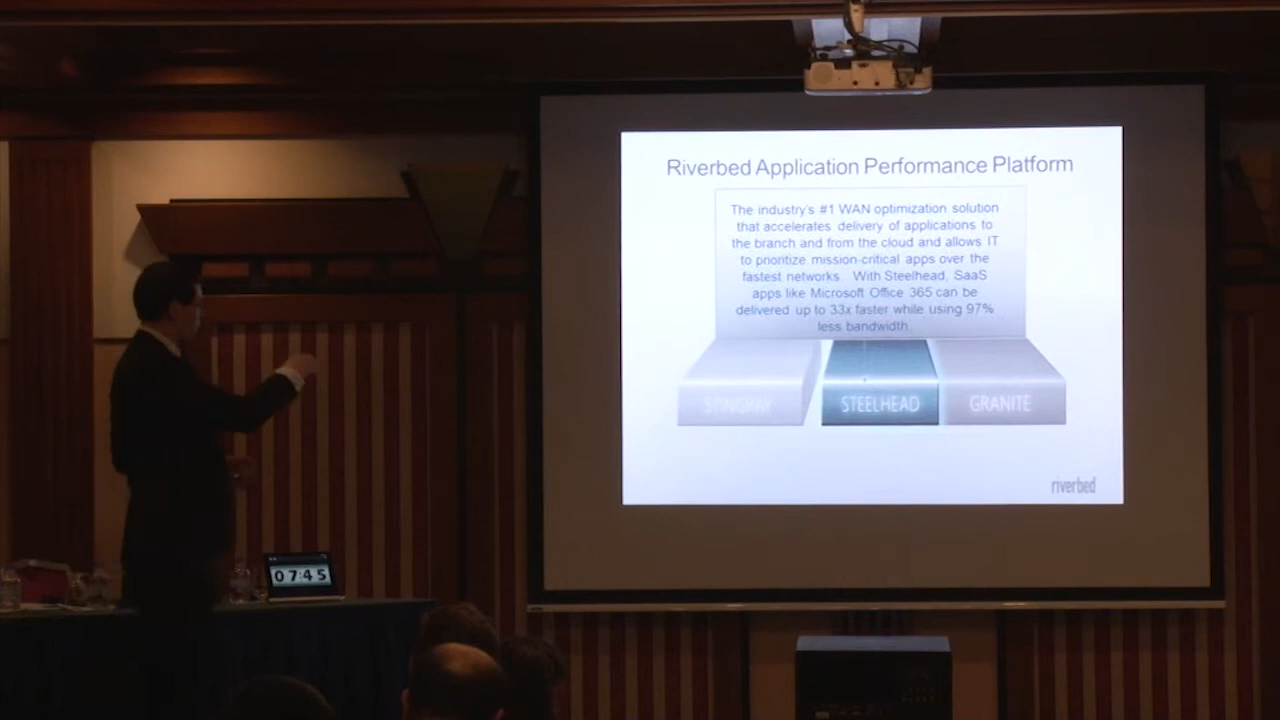 Riverbed Application Performance Platform
The industry's #1 WAN optimization solution
that accelerates delivery of applications to
the branch and from the cloud and allows IT
to prioritize mission-critical apps over the
fastest networks. With Steelhead, SaaS
apps like Microsoft Office 365 can be
delivered up to 33x faster while using 97%
less bandwidth.
STINGRAY STEELHEAD GRANITE
riverbed
07:45